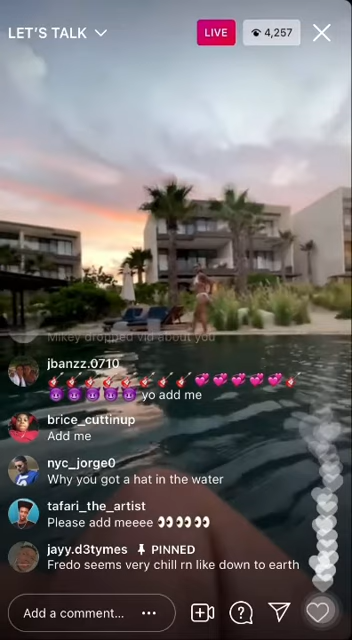 LET'S TALK
LIVE
4,257
Mikey dropped vid about you
jbanzz.0710
🎸🎸🎸🎸🎸🎸🎸🎸💞💞💞💞💞🎸
😈😈😈😈😈 yo add me
brice_cuttinup
Add me
nyc_jorge0
Why you got a hat in the water
tafari_the_artist
Please add meeee 👀👀👀👀
jayy.d3tymes PINNED
Fredo seems very chill rn like down to earth
Add a comment...